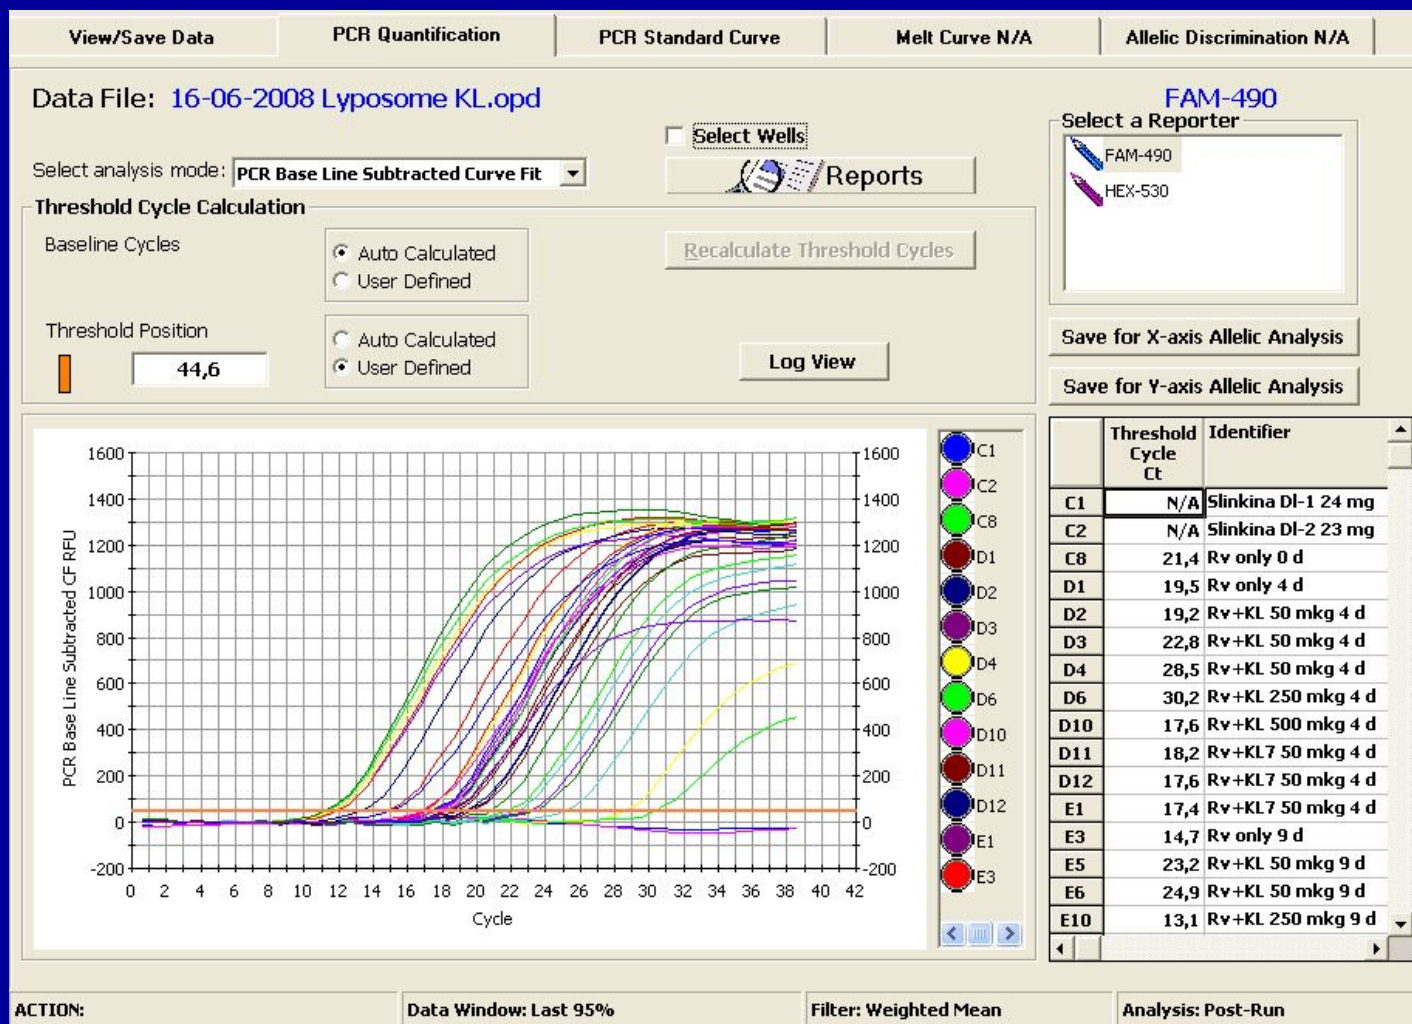 View/Save Data
PCR Quantification
PCR Standard Curve
Melt Curve N/A
Allelic Discrimination N/A
Data File: 16-06-2008 Lyposome KL.opd
FAM-490
Select Wells
Select a Reporter
FAM-490
HEX-530
Select analysis mode: PCR Base Line Subtracted Curve Fit
Reports
Threshold Cycle Calculation
Baseline Cycles
Auto Calculated
User Defined
Recalculate Threshold Cycles
Threshold Position
44,6
Auto Calculated
User Defined
Log View
Save for X-axis Allelic Analysis
Save for Y-axis Allelic Analysis
PCR Base Line Subtracted CF RFU
1600
1400
1200
1000
800
600
400
200
0
-200
1600
1400
1200
1000
800
600
400
200
0
-200
0 2 4 6 8 10 12 14 16 18 20 22 24 26 28 30 32 34 36 38 40 42
Cycle
C1
C2
C8
D1
D2
D3
D4
D6
D10
D11
D12
E1
E3
Threshold Cycle Ct Identifier
C1 N/A Slinkina Dl-1 24 mg
C2 N/A Slinkina Dl-2 23 mg
C8 21,4 Rv only 0 d
D1 19,5 Rv only 4 d
D2 19,2 Rv+KL 50 mkg 4 d
D3 22,8 Rv+KL 50 mkg 4 d
D4 28,5 Rv+KL 50 mkg 4 d
D6 30,2 Rv+KL 250 mkg 4 d
D10 17,6 Rv+KL 500 mkg 4 d
D11 18,2 Rv+KL7 50 mkg 4 d
D12 17,6 Rv+KL7 50 mkg 4 d
E1 17,4 Rv+KL7 50 mkg 4 d
E3 14,7 Rv only 9 d
E5 23,2 Rv+KL 50 mkg 9 d
E6 24,9 Rv+KL 50 mkg 9 d
E10 13,1 Rv+KL 250 mkg 9 d
ACTION:
Data Window: Last 95%
Filter: Weighted Mean
Analysis: Post-Run